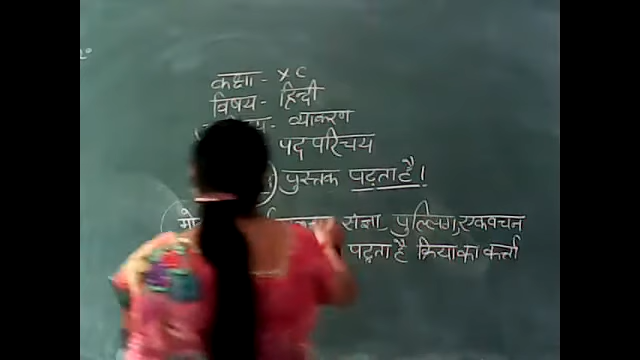 कक्षा - X C
विषय - हिन्दी
- व्याकरण
पद परिचय
पुस्तक पढ़ता है।
संज्ञा पुल्लिग, एकवचन
पढ़ता है क्रिया का कर्त्ता